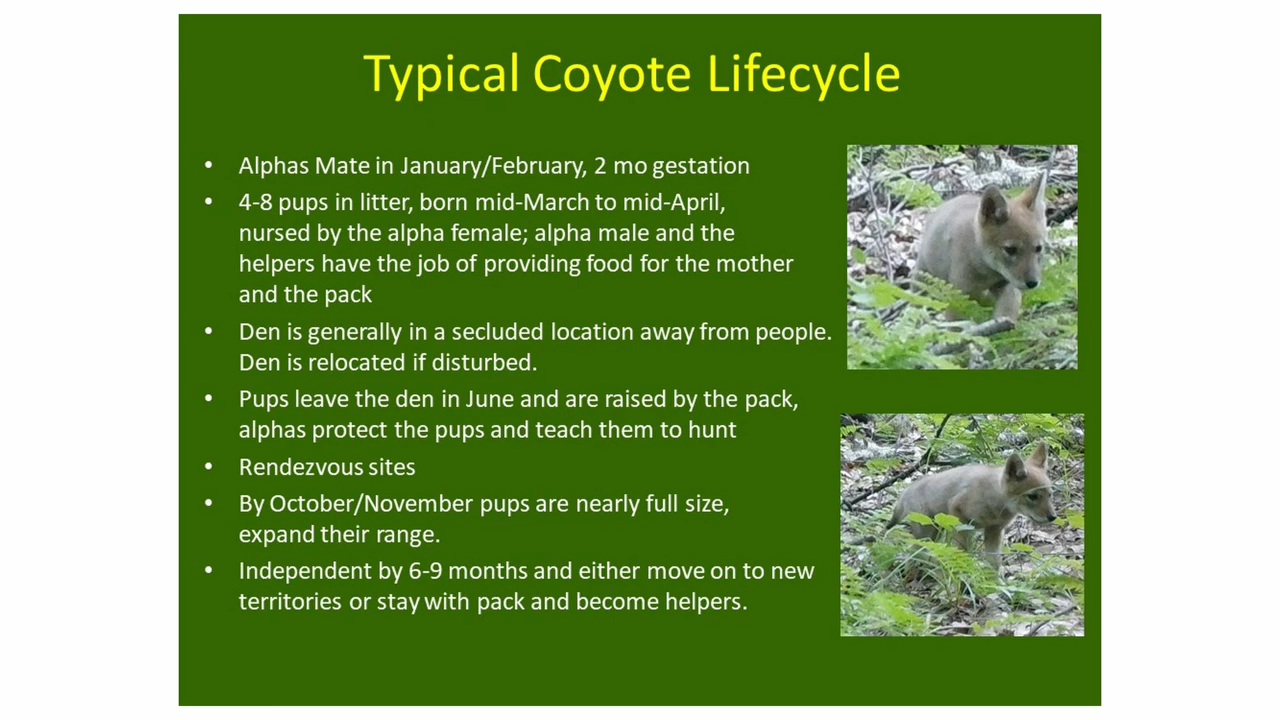 Typical Coyote Lifecycle
• Alphas Mate in January/February, 2 mo gestation
• 4-8 pups in litter, born mid-March to mid-April,
nursed by the alpha female; alpha male and the
helpers have the job of providing food for the mother
and the pack
• Den is generally in a secluded location away from people.
Den is relocated if disturbed.
• Pups leave the den in June and are raised by the pack,
alphas protect the pups and teach them to hunt
• Rendezvous sites
• By October/November pups are nearly full size,
expand their range.
• Independent by 6-9 months and either move on to new
territories or stay with pack and become helpers.